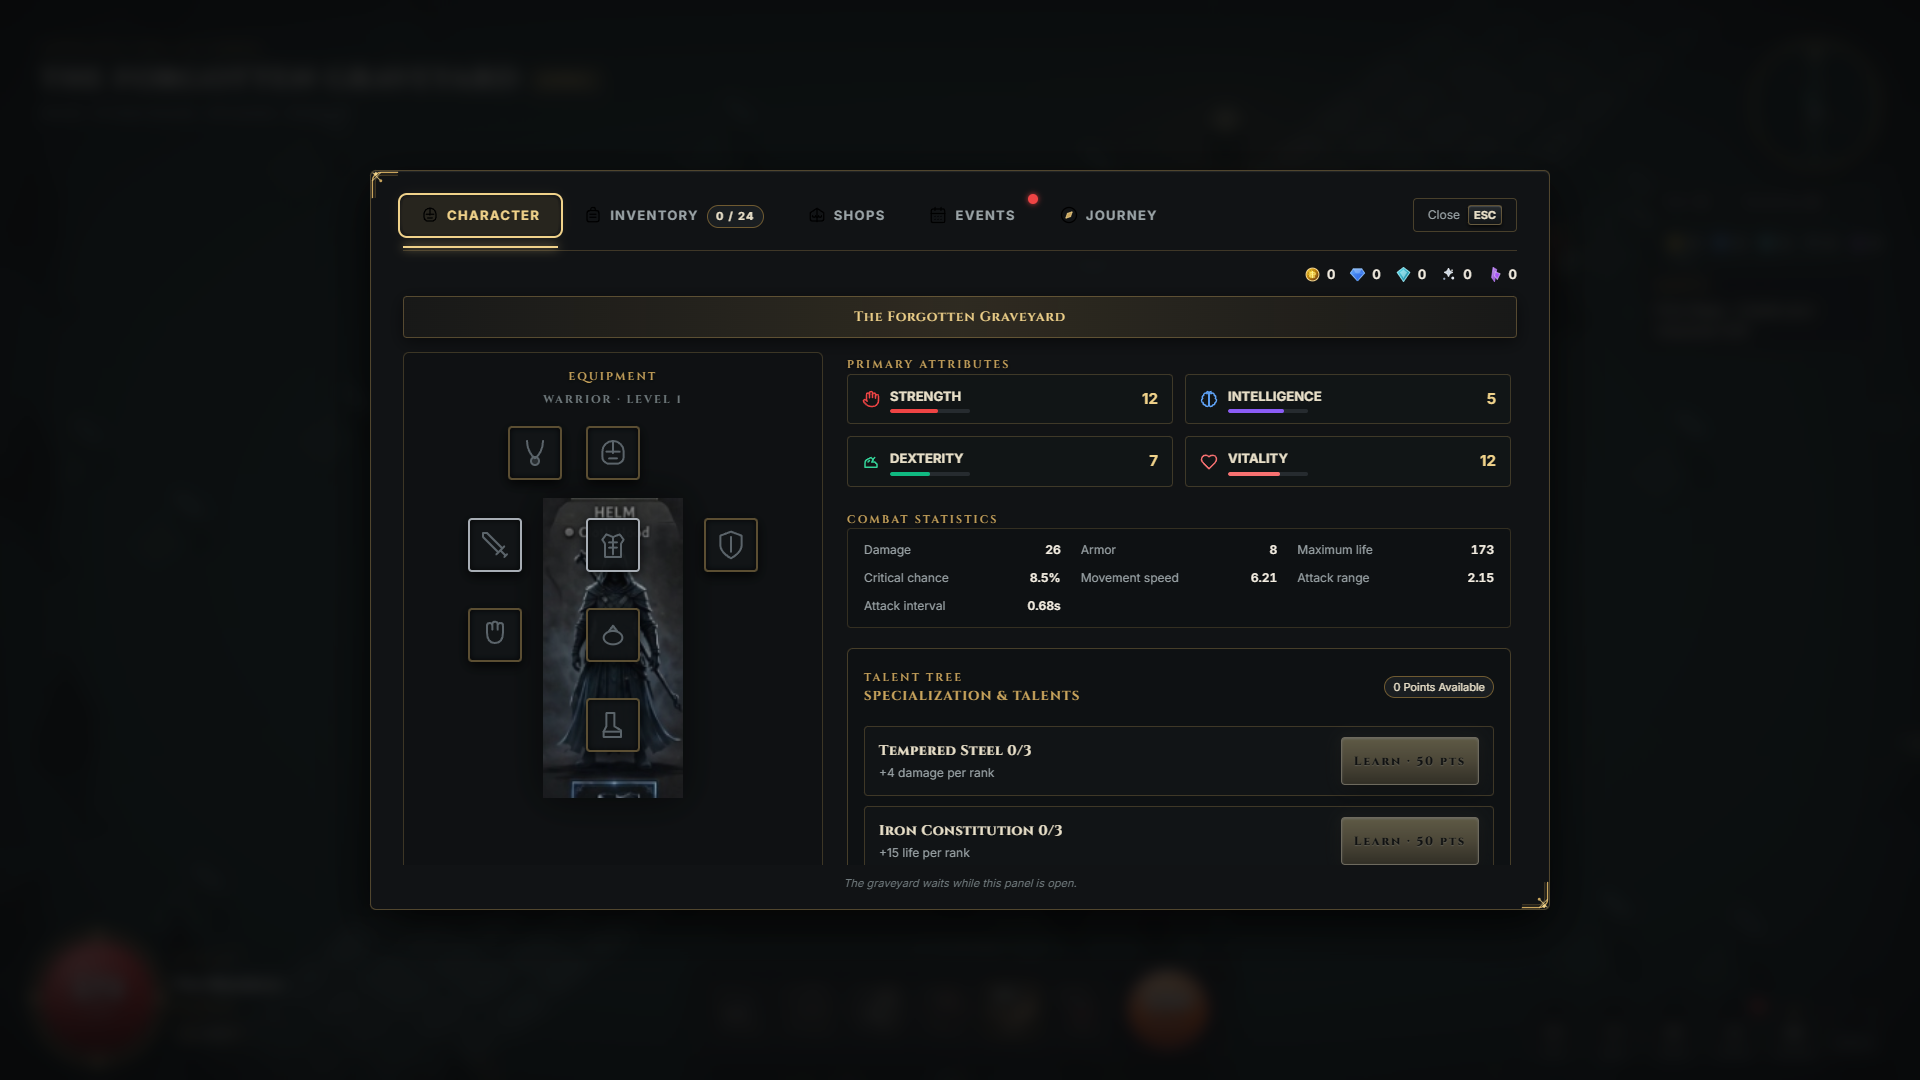 CHARACTER
INVENTORY 0 / 24
SHOPS
EVENTS
JOURNEY
Close ESC
0 0 0 0 0
THE FORGOTTEN GRAVEYARD
EQUIPMENT
WARRIOR · LEVEL 1
HELM
PRIMARY ATTRIBUTES
STRENGTH 12
INTELLIGENCE 5
DEXTERITY 7
VITALITY 12
COMBAT STATISTICS
Damage 26 Armor 8 Maximum life 173
Critical chance 8.5% Movement speed 6.21 Attack range 2.15
Attack interval 0.68s
TALENT TREE
SPECIALIZATION & TALENTS
0 Points Available
TEMPERED STEEL 0/3
+4 damage per rank
LEARN · 50 PTS
IRON CONSTITUTION 0/3
+15 life per rank
LEARN · 50 PTS
The graveyard waits while this panel is open.